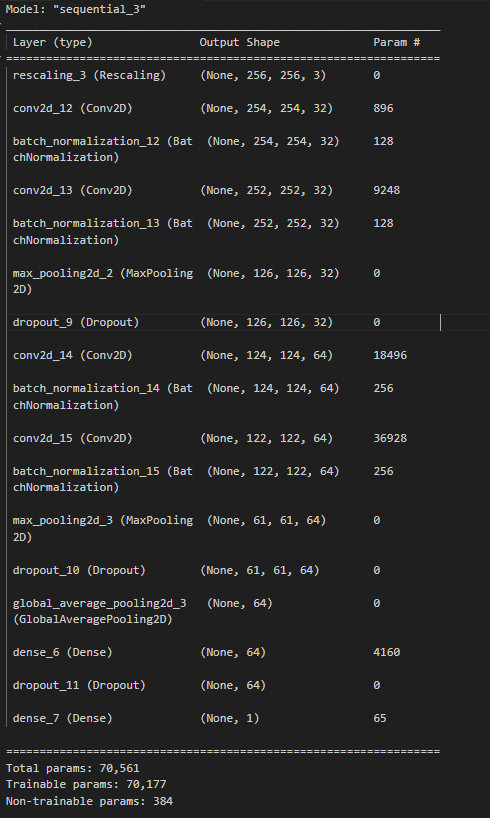 Model: "sequential_3"
Layer (type) Output Shape Param #
=================================================================
rescaling_3 (Rescaling) (None, 256, 256, 3) 0
conv2d_12 (Conv2D) (None, 254, 254, 32) 896
batch_normalization_12 (Bat (None, 254, 254, 32) 128
chNormalization)
conv2d_13 (Conv2D) (None, 252, 252, 32) 9248
batch_normalization_13 (Bat (None, 252, 252, 32) 128
chNormalization)
max_pooling2d_2 (MaxPooling (None, 126, 126, 32) 0
2D)
dropout_9 (Dropout) (None, 126, 126, 32) 0
conv2d_14 (Conv2D) (None, 124, 124, 64) 18496
batch_normalization_14 (Bat (None, 124, 124, 64) 256
chNormalization)
conv2d_15 (Conv2D) (None, 122, 122, 64) 36928
batch_normalization_15 (Bat (None, 122, 122, 64) 256
chNormalization)
max_pooling2d_3 (MaxPooling (None, 61, 61, 64) 0
2D)
dropout_10 (Dropout) (None, 61, 61, 64) 0
global_average_pooling2d_3 (None, 64) 0
(GlobalAveragePooling2D)
dense_6 (Dense) (None, 64) 4160
dropout_11 (Dropout) (None, 64) 0
dense_7 (Dense) (None, 1) 65
=================================================================
Total params: 70,561
Trainable params: 70,177
Non-trainable params: 384